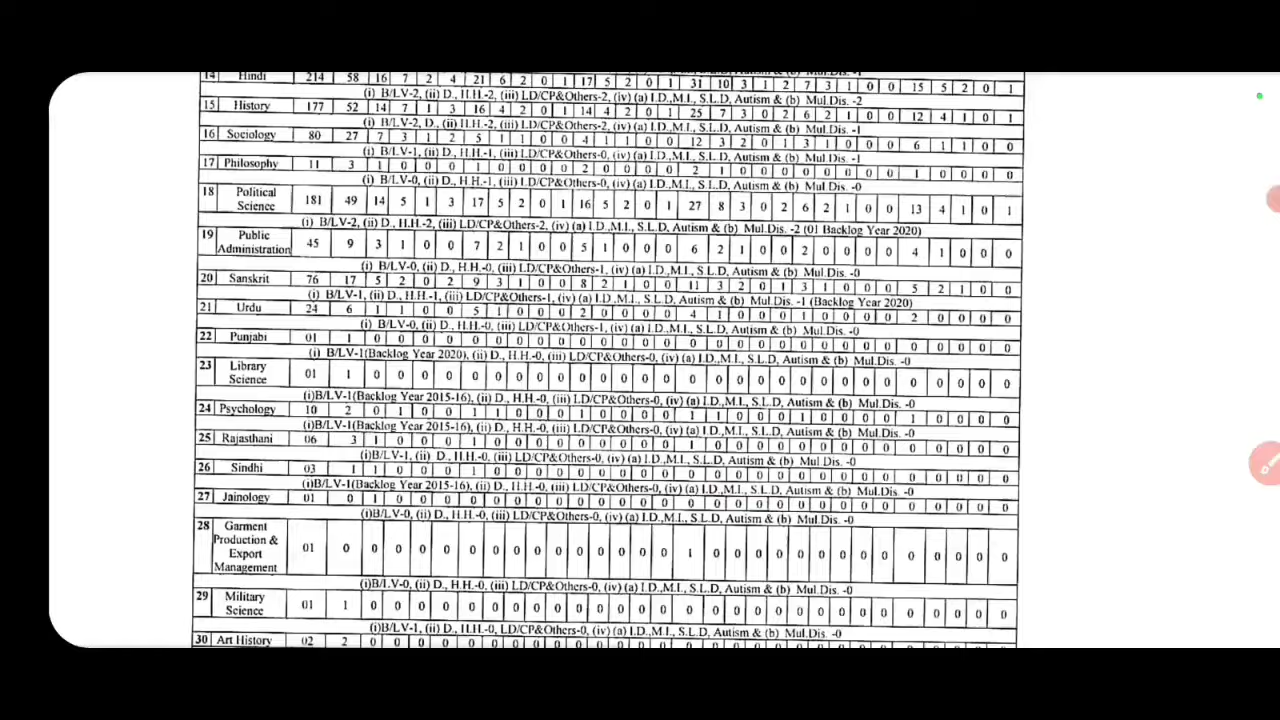 14 Hindi 214 58 16 7 2 4 21 6 2 0 1 17 5 2 0 1 31 10 3 1 2 7 3 1 0 0 15 5 2 0 1
(i) B/LV-2, (ii) D., H.H.-2, (iii) LD/CP&Others-2, (iv) (a) I.D.,M.I., S.L.D, Autism & (b) Mul.Dis. -2
15 History 177 52 14 7 1 3 16 4 2 0 1 14 4 2 0 1 25 7 3 0 2 6 2 1 0 0 12 4 1 0 1
(i) B/LV-2, D., (ii) H.H.-2, (iii) LD/CP&Others-2, (iv) (a) I.D.,M.I., S.L.D, Autism & (b) Mul.Dis. -1
16 Sociology 80 27 7 3 1 2 5 1 1 0 0 4 1 1 0 0 12 3 2 0 1 3 1 0 0 0 6 1 1 0 0
(i) B/LV-1, (ii) D., H.H.-1, (iii) LD/CP&Others-0, (iv) (a) I.D.,M.I., S.L.D, Autism & (b) Mul.Dis. -1
17 Philosophy 11 3 1 0 0 0 1 0 0 0 0 2 0 0 0 0 2 1 0 0 0 0 0 0 0 0 1 0 0 0 0
(i) B/LV-0, (ii) D., H.H.-1, (iii) LD/CP&Others-0, (iv) (a) I.D.,M.I., S.L.D, Autism & (b) Mul.Dis. -0
18 Political Science 181 49 14 5 1 3 17 5 2 0 1 16 5 2 0 1 27 8 3 0 2 6 2 1 0 0 13 4 1 0 1
(i) B/LV-2, (ii) D., H.H.-2, (iii) LD/CP&Others-2, (iv) (a) I.D.,M.I., S.L.D, Autism & (b) Mul.Dis. -2 (01 Backlog Year 2020)
19 Public Administration 45 9 3 1 0 0 7 2 1 0 0 5 1 0 0 0 6 2 1 0 0 2 0 0 0 0 4 1 0 0 0
(i) B/LV-0, (ii) D., H.H.-0, (iii) LD/CP&Others-1, (iv) (a) I.D.,M.I., S.L.D, Autism & (b) Mul.Dis. -0
20 Sanskrit 76 17 5 2 0 2 9 3 1 0 0 8 2 1 0 0 11 3 2 0 1 3 1 0 0 0 5 2 1 0 0
(i) B/LV-1, (ii) D., H.H.-1, (iii) LD/CP&Others-1, (iv) (a) I.D.,M.I., S.L.D, Autism & (b) Mul.Dis. -1 (Backlog Year 2020)
21 Urdu 24 6 1 1 0 0 5 1 0 0 0 2 0 0 0 0 4 1 0 0 0 1 0 0 0 0 2 0 0 0 0
(i) B/LV-0, (ii) D., H.H.-0, (iii) LD/CP&Others-1, (iv) (a) I.D.,M.I., S.L.D, Autism & (b) Mul.Dis. -0
22 Punjabi 01 1 0 0 0 0 0 0 0 0 0 0 0 0 0 0 0 0 0 0 0 0 0 0 0 0 0 0 0 0 0
(i) B/LV-1(Backlog Year 2020), (ii) D., H.H.-0, (iii) LD/CP&Others-0, (iv) (a) I.D.,M.I., S.L.D, Autism & (b) Mul.Dis. -0
23 Library Science 01 1 0 0 0 0 0 0 0 0 0 0 0 0 0 0 0 0 0 0 0 0 0 0 0 0 0 0 0 0 0
(i)B/LV-1(Backlog Year 2015-16), (ii) D., H.H.-0, (iii) LD/CP&Others-0, (iv) (a) I.D.,M.I., S.L.D, Autism & (b) Mul.Dis. -0
24 Psychology 10 2 0 1 0 0 1 1 0 0 0 1 0 0 0 0 1 1 0 0 0 1 0 0 0 0 1 0 0 0 0
(i)B/LV-1(Backlog Year 2015-16), (ii) D., H.H.-0, (iii) LD/CP&Others-0, (iv) (a) I.D.,M.I., S.L.D, Autism & (b) Mul.Dis. -0
25 Rajasthani 06 3 1 0 0 0 1 0 0 0 0 0 0 0 0 0 1 0 0 0 0 0 0 0 0 0 0 0 0 0 0
(i)B/LV-1, (ii) D., H.H.-0, (iii) LD/CP&Others-0, (iv) (a) I.D.,M.I., S.L.D, Autism & (b) Mul.Dis. -0
26 Sindhi 03 1 1 0 0 0 1 0 0 0 0 0 0 0 0 0 0 0 0 0 0 0 0 0 0 0 0 0 0 0 0
(i)B/LV-1(Backlog Year 2015-16), (ii) D., H.H.-0, (iii) LD/CP&Others-0, (iv) (a) I.D.,M.I., S.L.D, Autism & (b) Mul.Dis. -0
27 Jainology 01 0 1 0 0 0 0 0 0 0 0 0 0 0 0 0 0 0 0 0 0 0 0 0 0 0 0 0 0 0 0
(i)B/LV-0, (ii) D., H.H.-0, (iii) LD/CP&Others-0, (iv) (a) I.D.,M.I., S.L.D, Autism & (b) Mul.Dis. -0
28 Garment Production & Export Management 01 0 0 0 0 0 0 0 0 0 0 0 0 0 0 0 1 0 0 0 0 0 0 0 0 0 0 0 0 0 0
(i)B/LV-0, (ii) D., H.H.-0, (iii) LD/CP&Others-0, (iv) (a) I.D.,M.I., S.L.D, Autism & (b) Mul.Dis. -0
29 Military Science 01 1 0 0 0 0 0 0 0 0 0 0 0 0 0 0 0 0 0 0 0 0 0 0 0 0 0 0 0 0 0
(i)B/LV-1, (ii) D., H.H.-0, LD/CP&Others-0, (iv) (a) I.D.,M.I., S.L.D, Autism & (b) Mul.Dis. -0
30 Art History 02 2 0 0 0 0 0 0 0 0 0 0 0 0 0 0 0 0 0 0 0 0 0 0 0 0 0 0 0 0 0